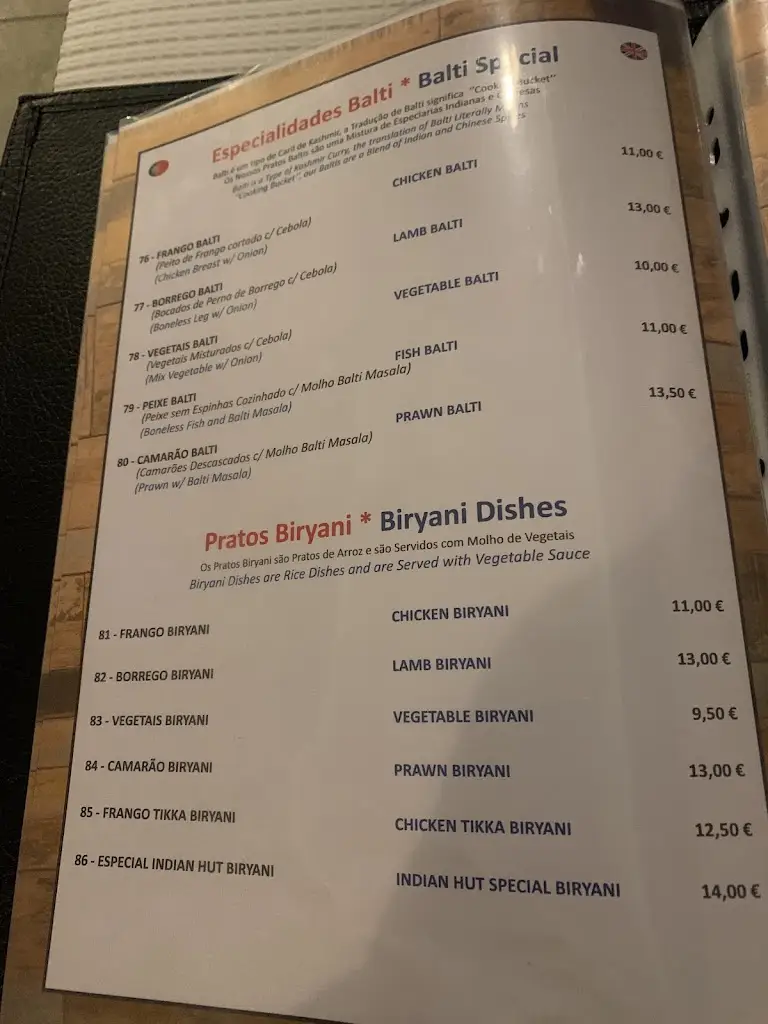 Especialidades Balti * Balti Special
Balti é um tipo de Caril de Kashmir, a Tradução de Balti significa "Cooking Bucket"
Os Nossos Pratos Baltis são uma Mistura de Especiarias Indianas e
Balti is a Type of Kashmir Curry, the translation of Balti Literally Means
"Cooking Bucket", our Baltis are a Blend of Indian and Chinese Spices
76 - FRANGO BALTI CHICKEN BALTI 11,00 €
(Peito de Frango cortado c/ Cebola)
(Chicken Breast w/ Onion)
77 - BORREGO BALTI LAMB BALTI 13,00 €
(Bocados de Perna de Borrego c/ Cebola)
(Boneless Leg w/ Onion)
78 - VEGETAIS BALTI VEGETABLE BALTI 10,00 €
(Vegetais Misturados c/ Cebola)
(Mix Vegetable w/ Onion)
79 - PEIXE BALTI FISH BALTI 11,00 €
(Peixe sem Espinhas Cozinhado c/ Molho Balti Masala)
(Boneless Fish and Balti Masala)
80 - CAMARÃO BALTI PRAWN BALTI 13,50 €
(Camarões Descascados c/ Molho Balti Masala)
(Prawn w/ Balti Masala)
Pratos Biryani * Biryani Dishes
Os Pratos Biryani são Pratos de Arroz e são Servidos com Molho de Vegetais
Biryani Dishes are Rice Dishes and are Served with Vegetable Sauce
81 - FRANGO BIRYANI CHICKEN BIRYANI 11,00 €
82 - BORREGO BIRYANI LAMB BIRYANI 13,00 €
83 - VEGETAIS BIRYANI VEGETABLE BIRYANI 9,50 €
84 - CAMARÃO BIRYANI PRAWN BIRYANI 13,00 €
85 - FRANGO TIKKA BIRYANI CHICKEN TIKKA BIRYANI 12,50 €
86 - ESPECIAL INDIAN HUT BIRYANI INDIAN HUT SPECIAL BIRYANI 14,00 €